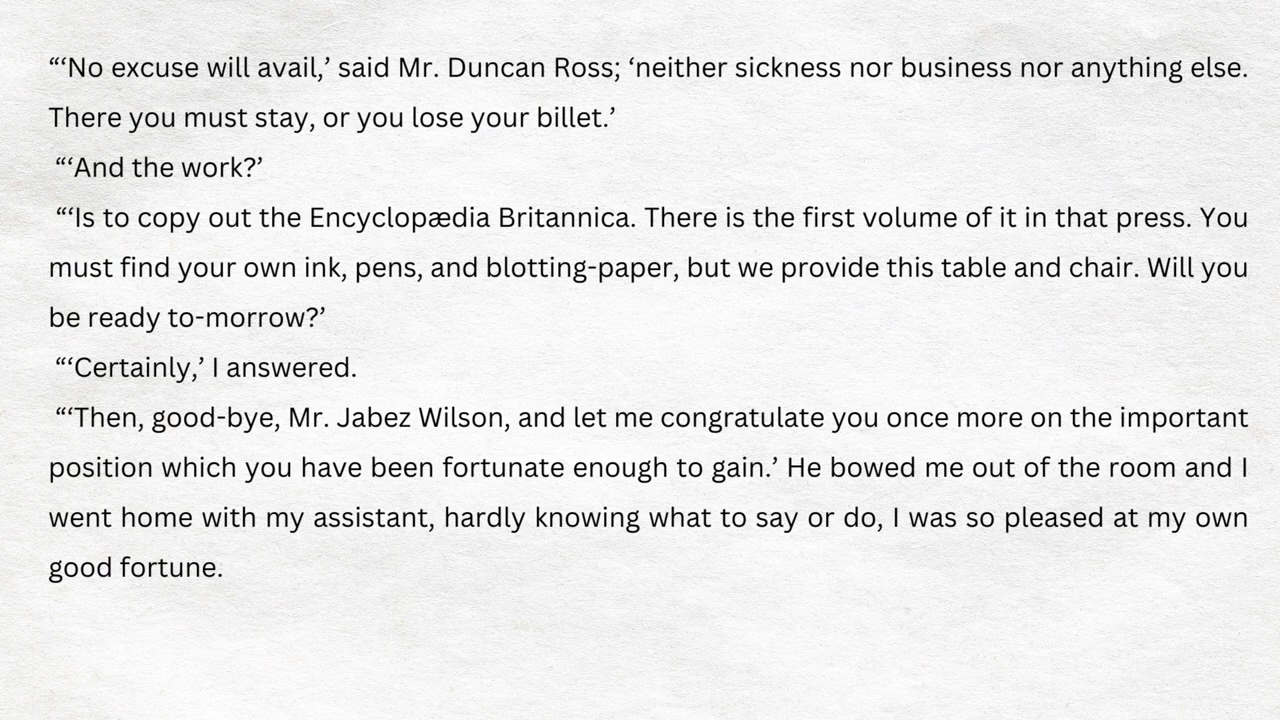 “‘No excuse will avail,’ said Mr. Duncan Ross; ‘neither sickness nor business nor anything else.
There you must stay, or you lose your billet.’
“‘And the work?’
“‘Is to copy out the Encyclopædia Britannica. There is the first volume of it in that press. You
must find your own ink, pens, and blotting-paper, but we provide this table and chair. Will you
be ready to-morrow?’
“‘Certainly,’ I answered.
“‘Then, good-bye, Mr. Jabez Wilson, and let me congratulate you once more on the important
position which you have been fortunate enough to gain.’ He bowed me out of the room and I
went home with my assistant, hardly knowing what to say or do, I was so pleased at my own
good fortune.